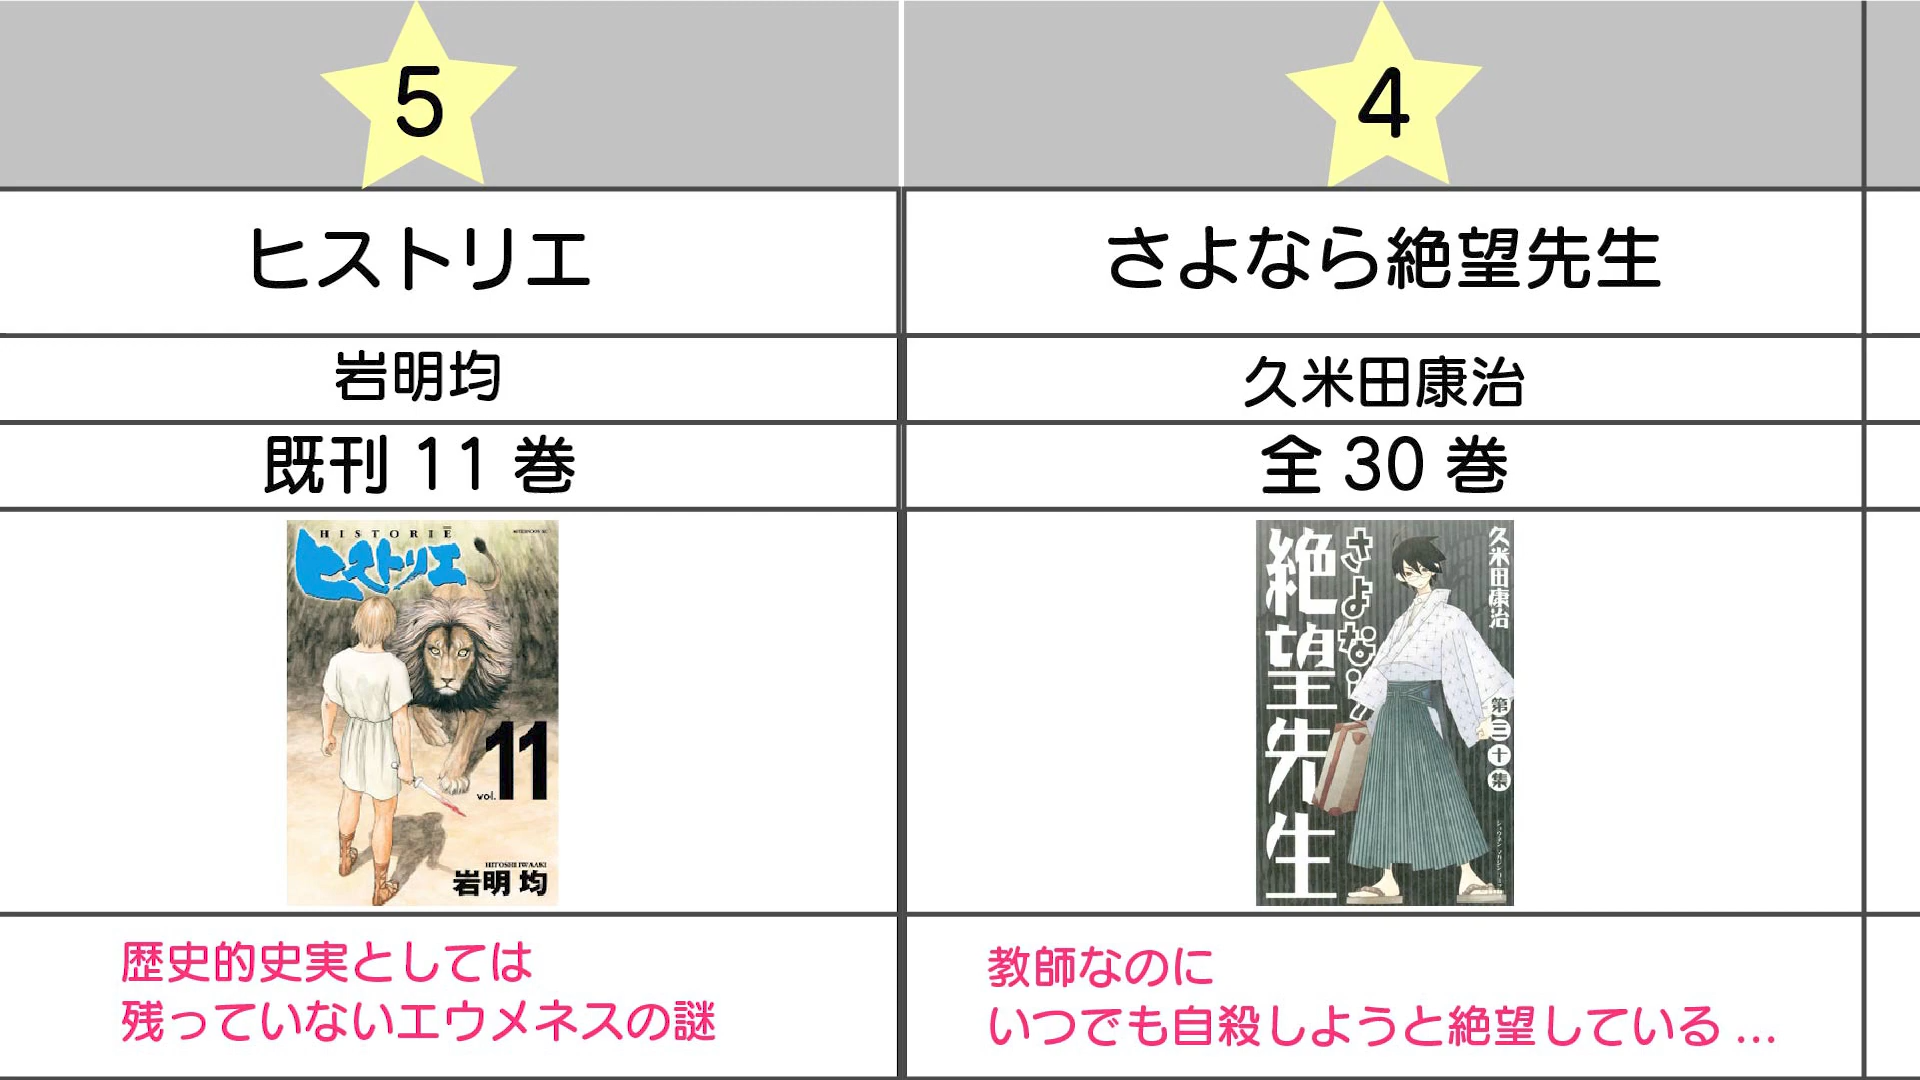 5
ヒストリエ
岩明均
既刊 11 巻
HISTORIĒ
ヒストリエ
vol. 11
HITOSHI IWAAKI
岩明 均
歴史的史実としては
残っていないエウメネスの謎
4
さよなら絶望先生
久米田康治
全 30 巻
さよなら
絶望先生
久米田康治
第三十集
教師なのに
いつでも自殺しようと絶望している ...